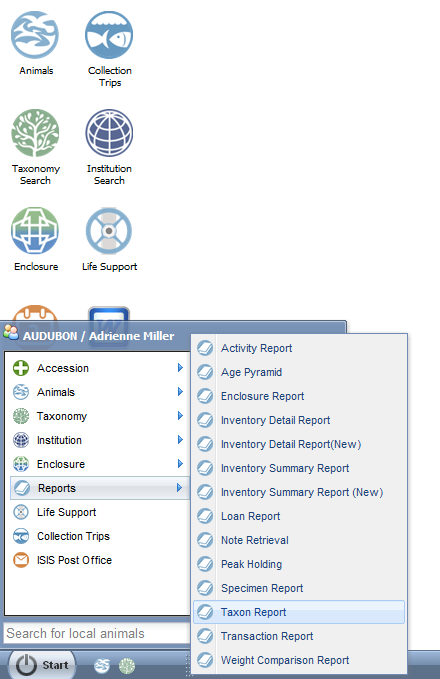 Animals
Collection
Trips
Taxonomy
Search
Institution
Search
Enclosure
Life Support
AUDUBON / Adrienne Miller
Accession
Animals
Taxonomy
Institution
Enclosure
Reports
Life Support
Collection Trips
ISIS Post Office
Search for local animals
Start
Activity Report
Age Pyramid
Enclosure Report
Inventory Detail Report
Inventory Detail Report(New)
Inventory Summary Report
Inventory Summary Report (New)
Loan Report
Note Retrieval
Peak Holding
Specimen Report
Taxon Report
Transaction Report
Weight Comparison Report